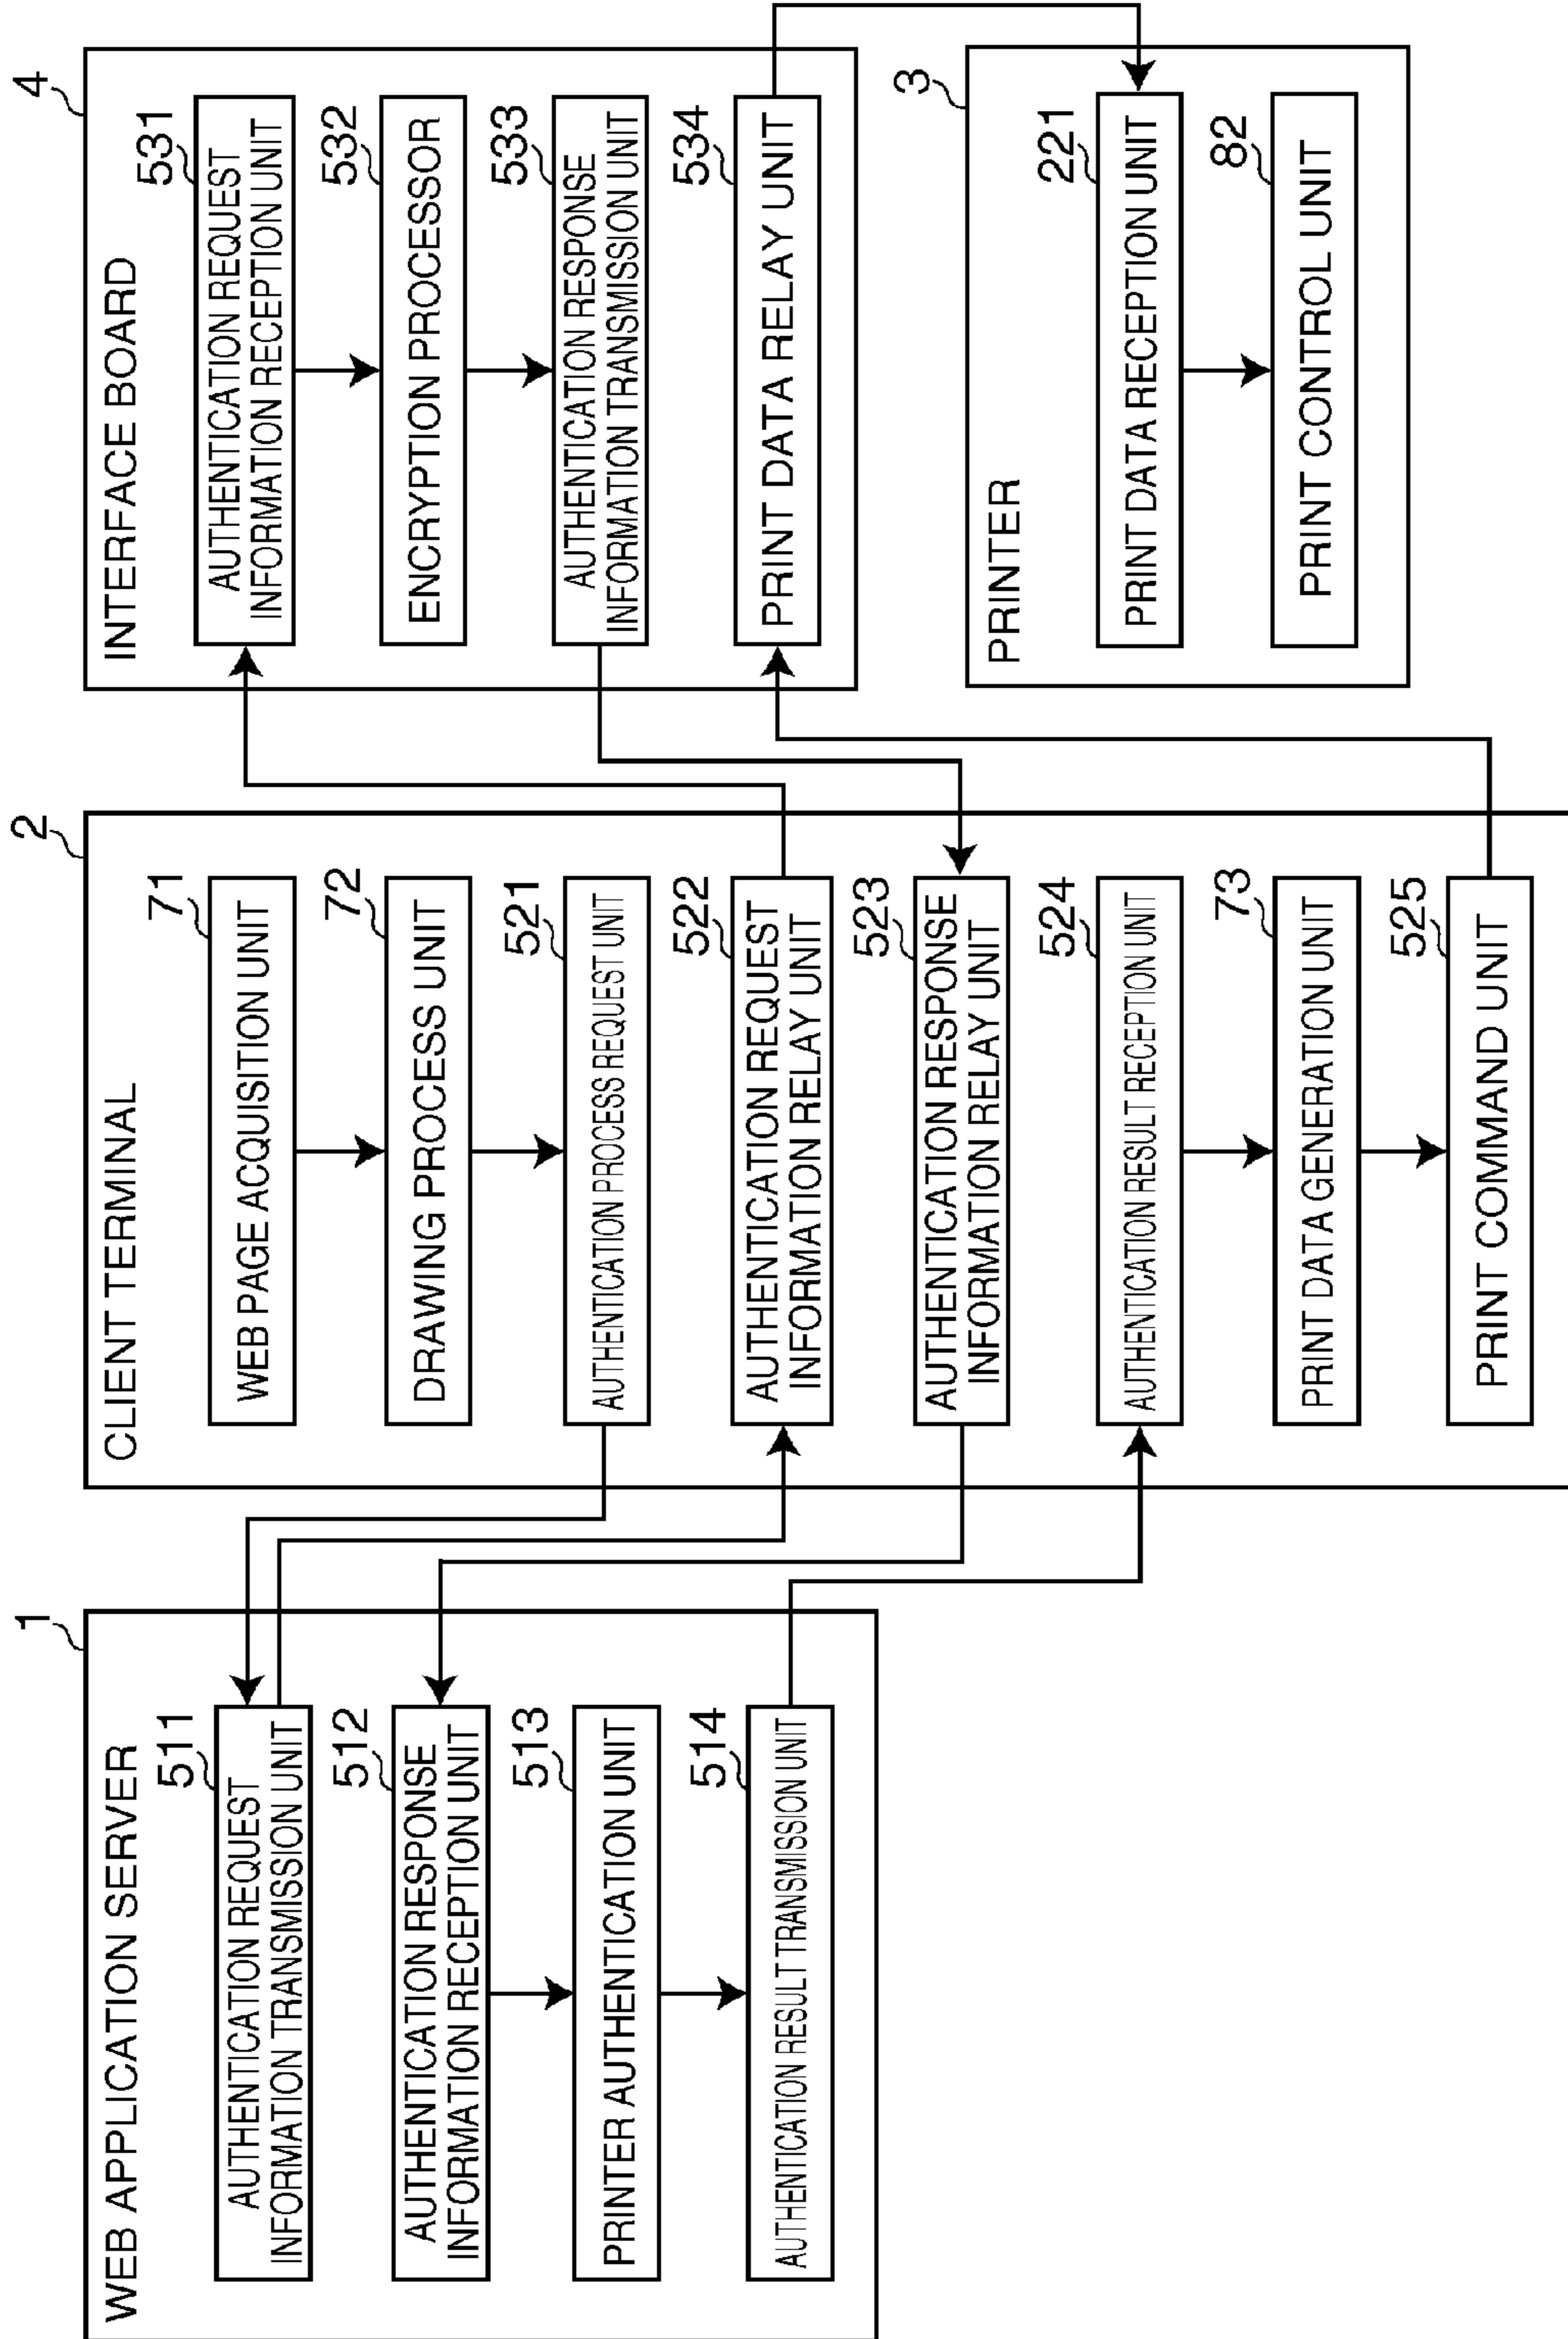 1
WEB APPLICATION SERVER
511
AUTHENTICATION REQUEST
INFORMATION TRANSMISSION UNIT
512
AUTHENTICATION RESPONSE
INFORMATION RECEPTION UNIT
513
PRINTER AUTHENTICATION UNIT
514
AUTHENTICATION RESULT TRANSMISSION UNIT
2
CLIENT TERMINAL
71
WEB PAGE ACQUISITION UNIT
72
DRAWING PROCESS UNIT
521
AUTHENTICATION PROCESS REQUEST UNIT
522
AUTHENTICATION REQUEST
INFORMATION RELAY UNIT
523
AUTHENTICATION RESPONSE
INFORMATION RELAY UNIT
524
AUTHENTICATION RESULT RECEPTION UNIT
73
PRINT DATA GENERATION UNIT
525
PRINT COMMAND UNIT
4
INTERFACE BOARD
531
AUTHENTICATION REQUEST
INFORMATION RECEPTION UNIT
532
ENCRYPTION PROCESSOR
533
AUTHENTICATION RESPONSE
INFORMATION TRANSMISSION UNIT
534
PRINT DATA RELAY UNIT
3
PRINTER
221
PRINT DATA RECEPTION UNIT
82
PRINT CONTROL UNIT